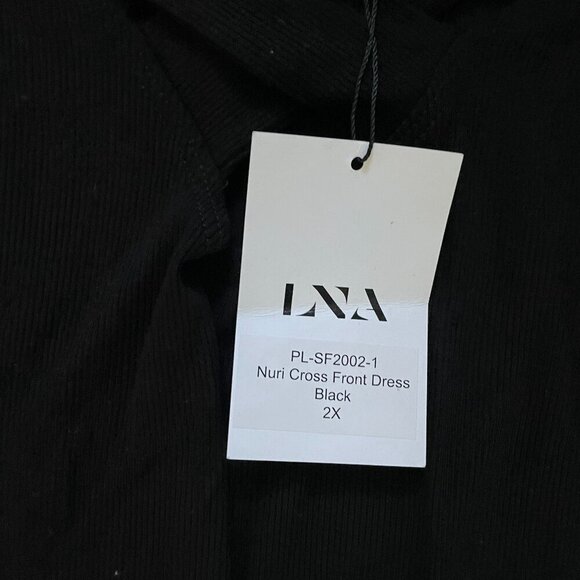 LNA
PL-SF2002-1
Nuri Cross Front Dress
Black
2X